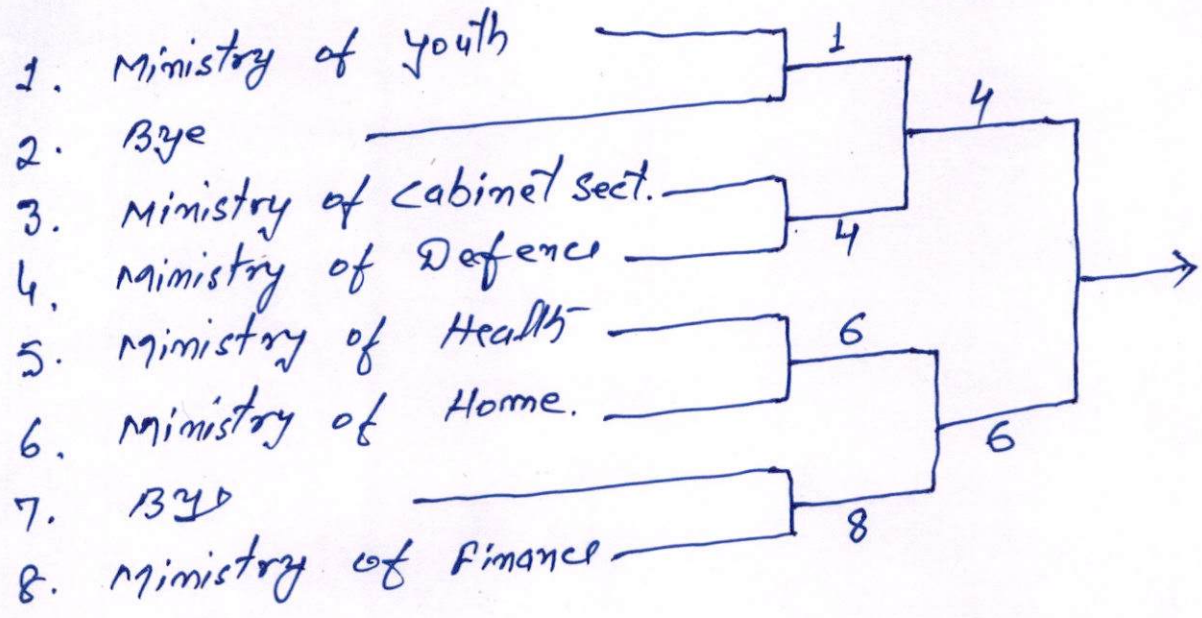 1. Ministry of Youth
2. Bye
3. Ministry of Cabinet Sect.
4. Ministry of Defence
5. Ministry of Health
6. Ministry of Home.
7. Bye
8. Ministry of Finance
1
4
6
8
4
6